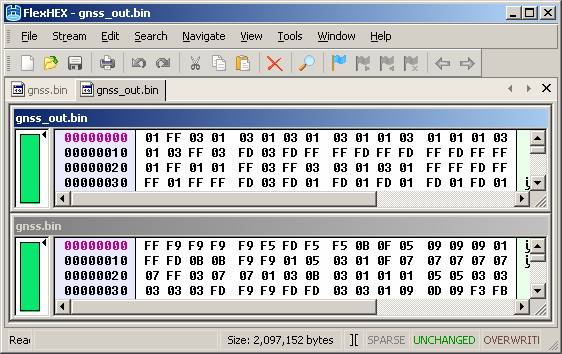 FlexHEX - gnss_out.bin
File Stream Edit Search Navigate View Tools Window Help
gnss.bin gnss_out.bin
gnss_out.bin
00000000 01 FF 03 01 03 01 03 01 03 01 01 03 01 01 01 03
00000010 01 03 FF 03 FD 03 FD FF FF FD FF FD FF FD FF FF
00000020 01 FF 01 01 FF 03 FF 03 01 03 01 03 FF FF FD FF
00000030 FF 01 FF FF FD 03 FD 01 FD 01 FD 01 FD 01 FD 01
gnss.bin
00000000 FF F9 F9 F9 F9 F5 FD F5 F5 0B 0F 05 09 09 09 01
00000010 FF FD 0B 0B F9 F9 01 05 03 01 0F 07 07 07 07 07
00000020 07 FF 03 07 07 01 03 0B 03 01 01 01 05 05 03 03
00000030 03 03 03 FD F9 F9 FD FD 03 01 09 09 0D 09 F3 FB
Size: 2,097,152 bytes ][ SPARSE UNCHANGED OVERWRITI